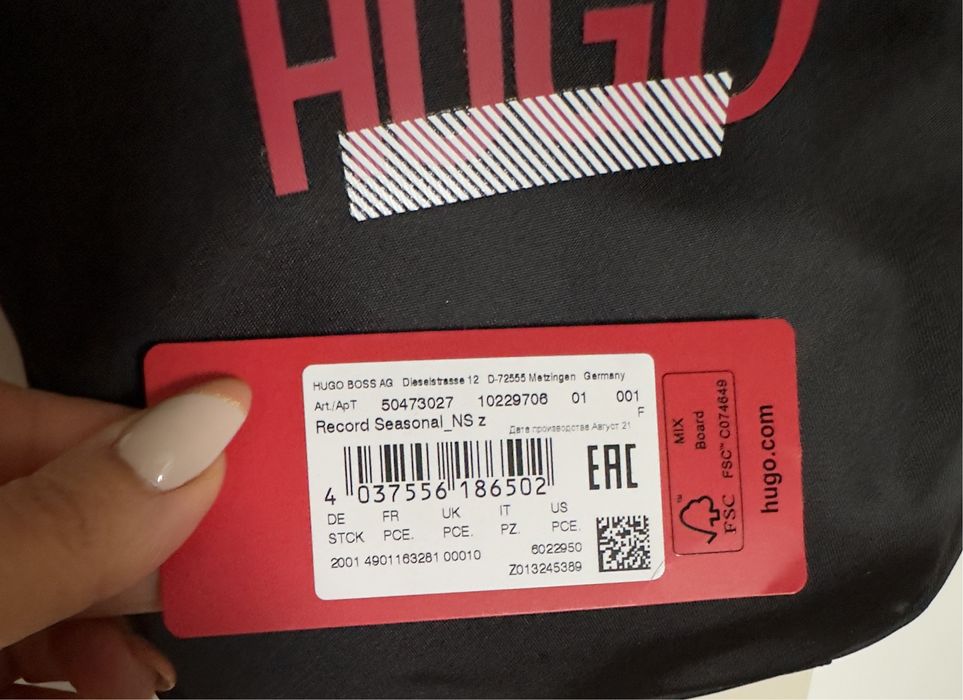 HUGO
HUGO BOSS AG Dieselstrasse 12 D-72555 Metzingen Germany
Art./АрТ 50473027 10229706 01 001
Record Seasonal_NS z F
Дата производства Август 21
4 037556 186502
EAC
DE FR UK IT US
STCK PCE. PCE. PZ. PCE.
2001 4901163281 00010 6022950
Z013245389
MIX
Board
FSC™ C074649
FSC
™
hugo.com